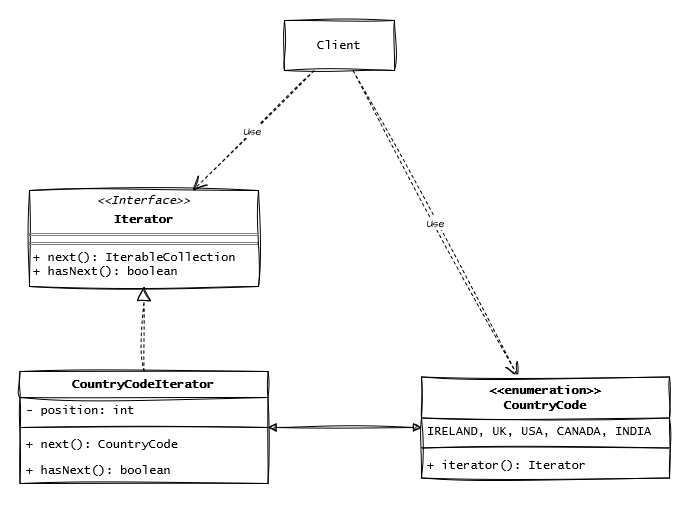 Client
Use
<<Interface>>
Iterator
+ next(): IterableCollection
+ hasNext(): boolean
Use
CountryCodeIterator
- position: int
+ next(): CountryCode
+ hasNext(): boolean
<<enumeration>>
CountryCode
IRELAND, UK, USA, CANADA, INDIA
+ iterator(): Iterator